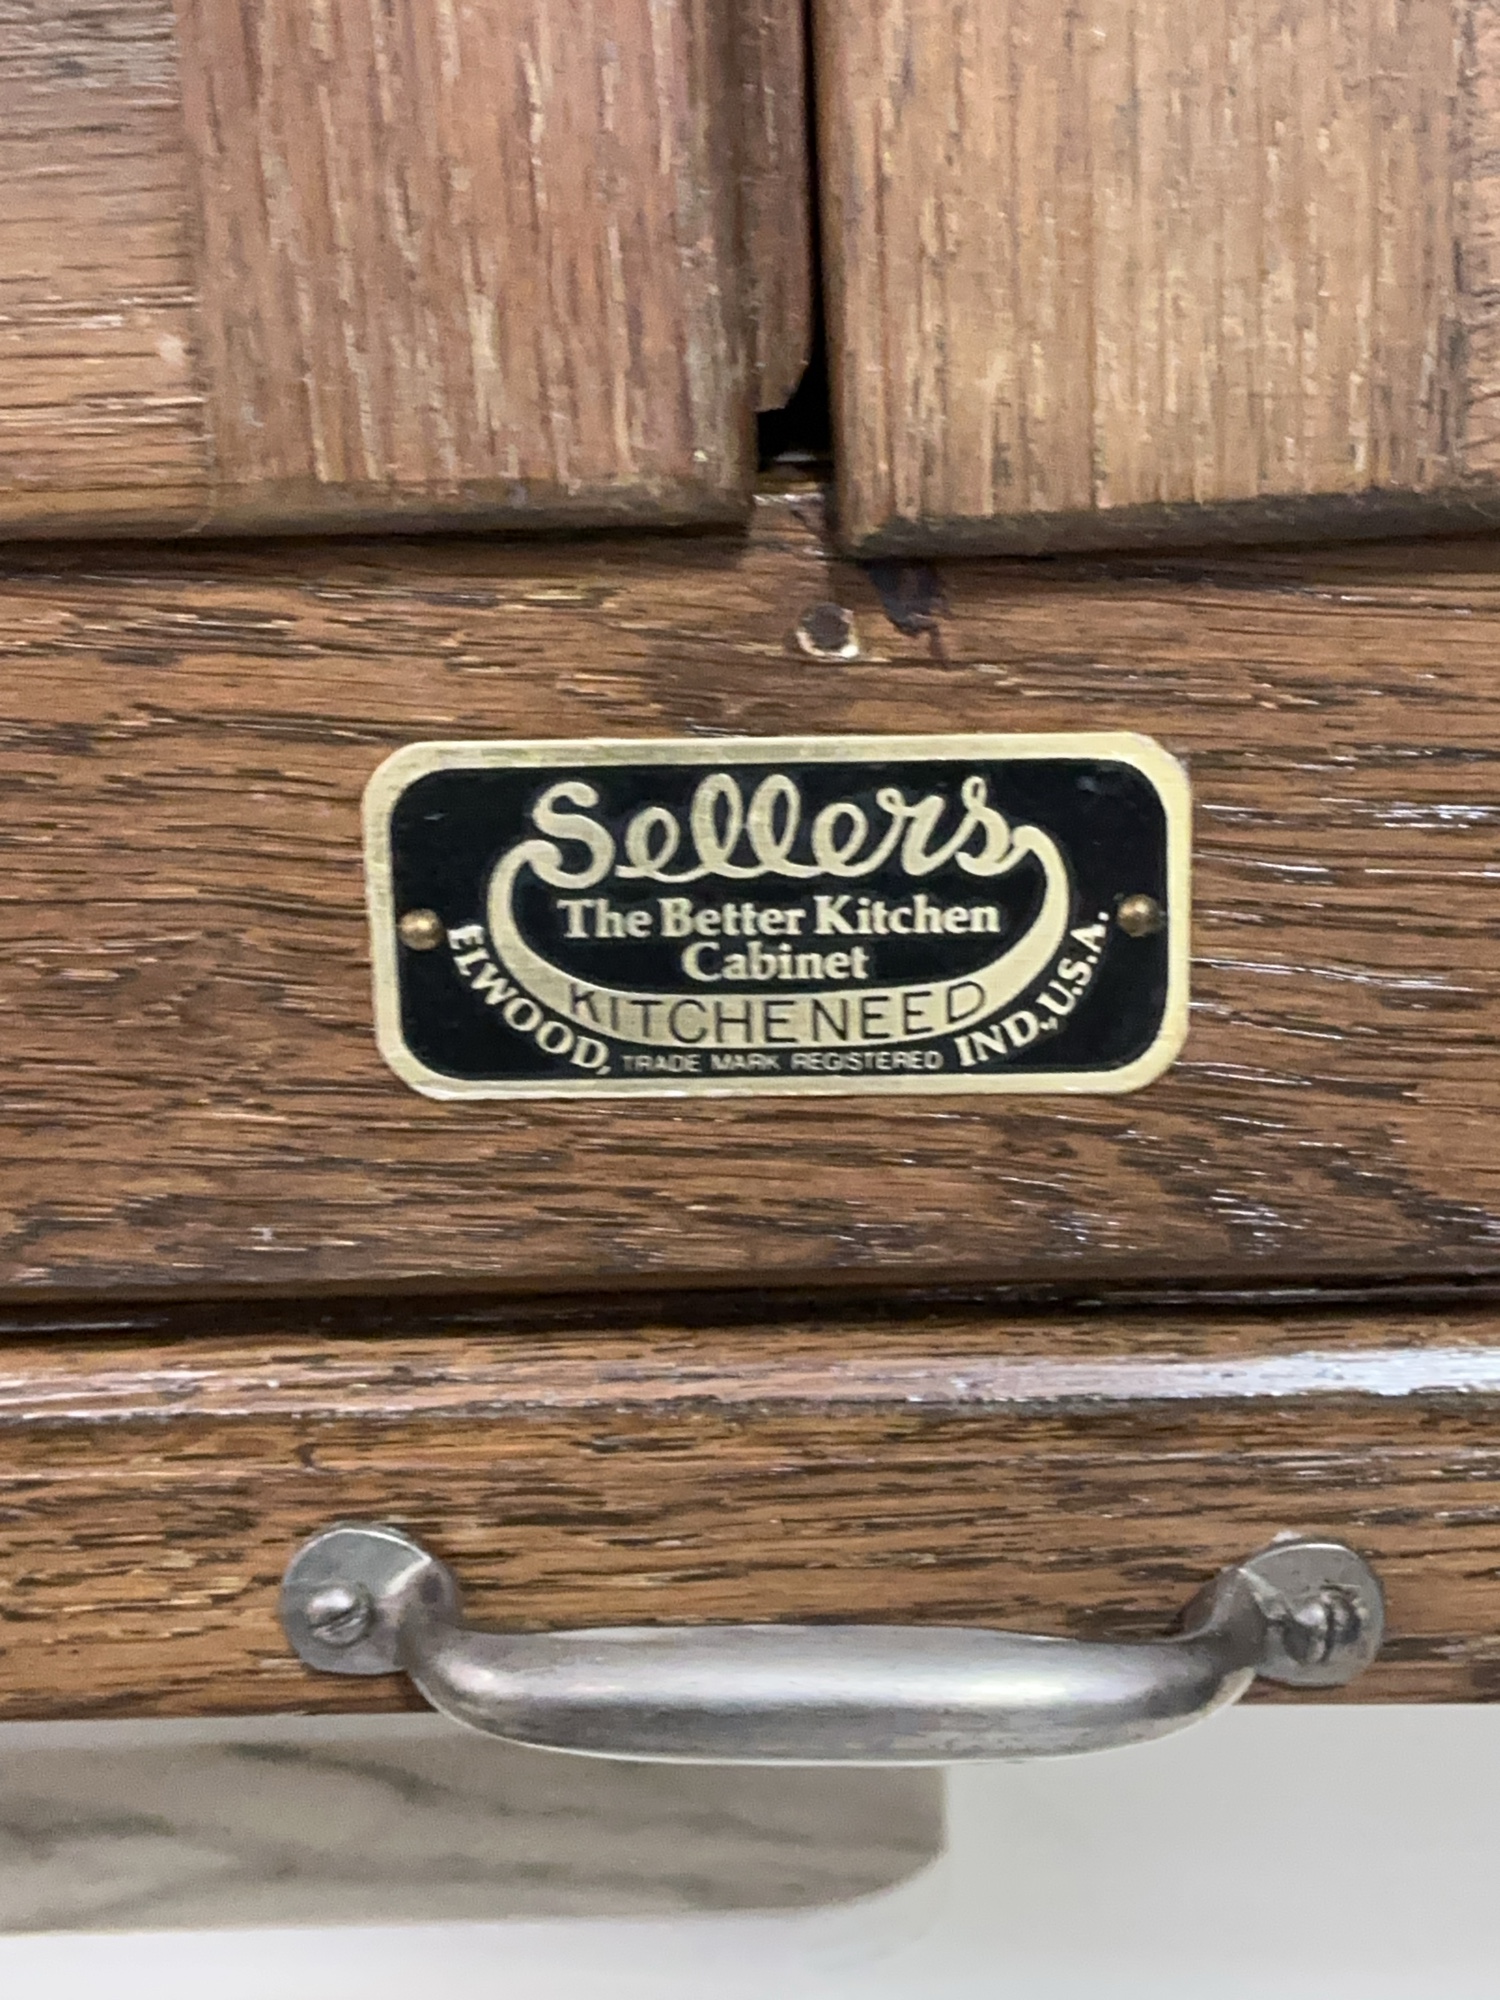 Sellers
The Better Kitchen
Cabinet
KITCHENEED
ELWOOD, IND., U.S.A.
TRADE MARK REGISTERED